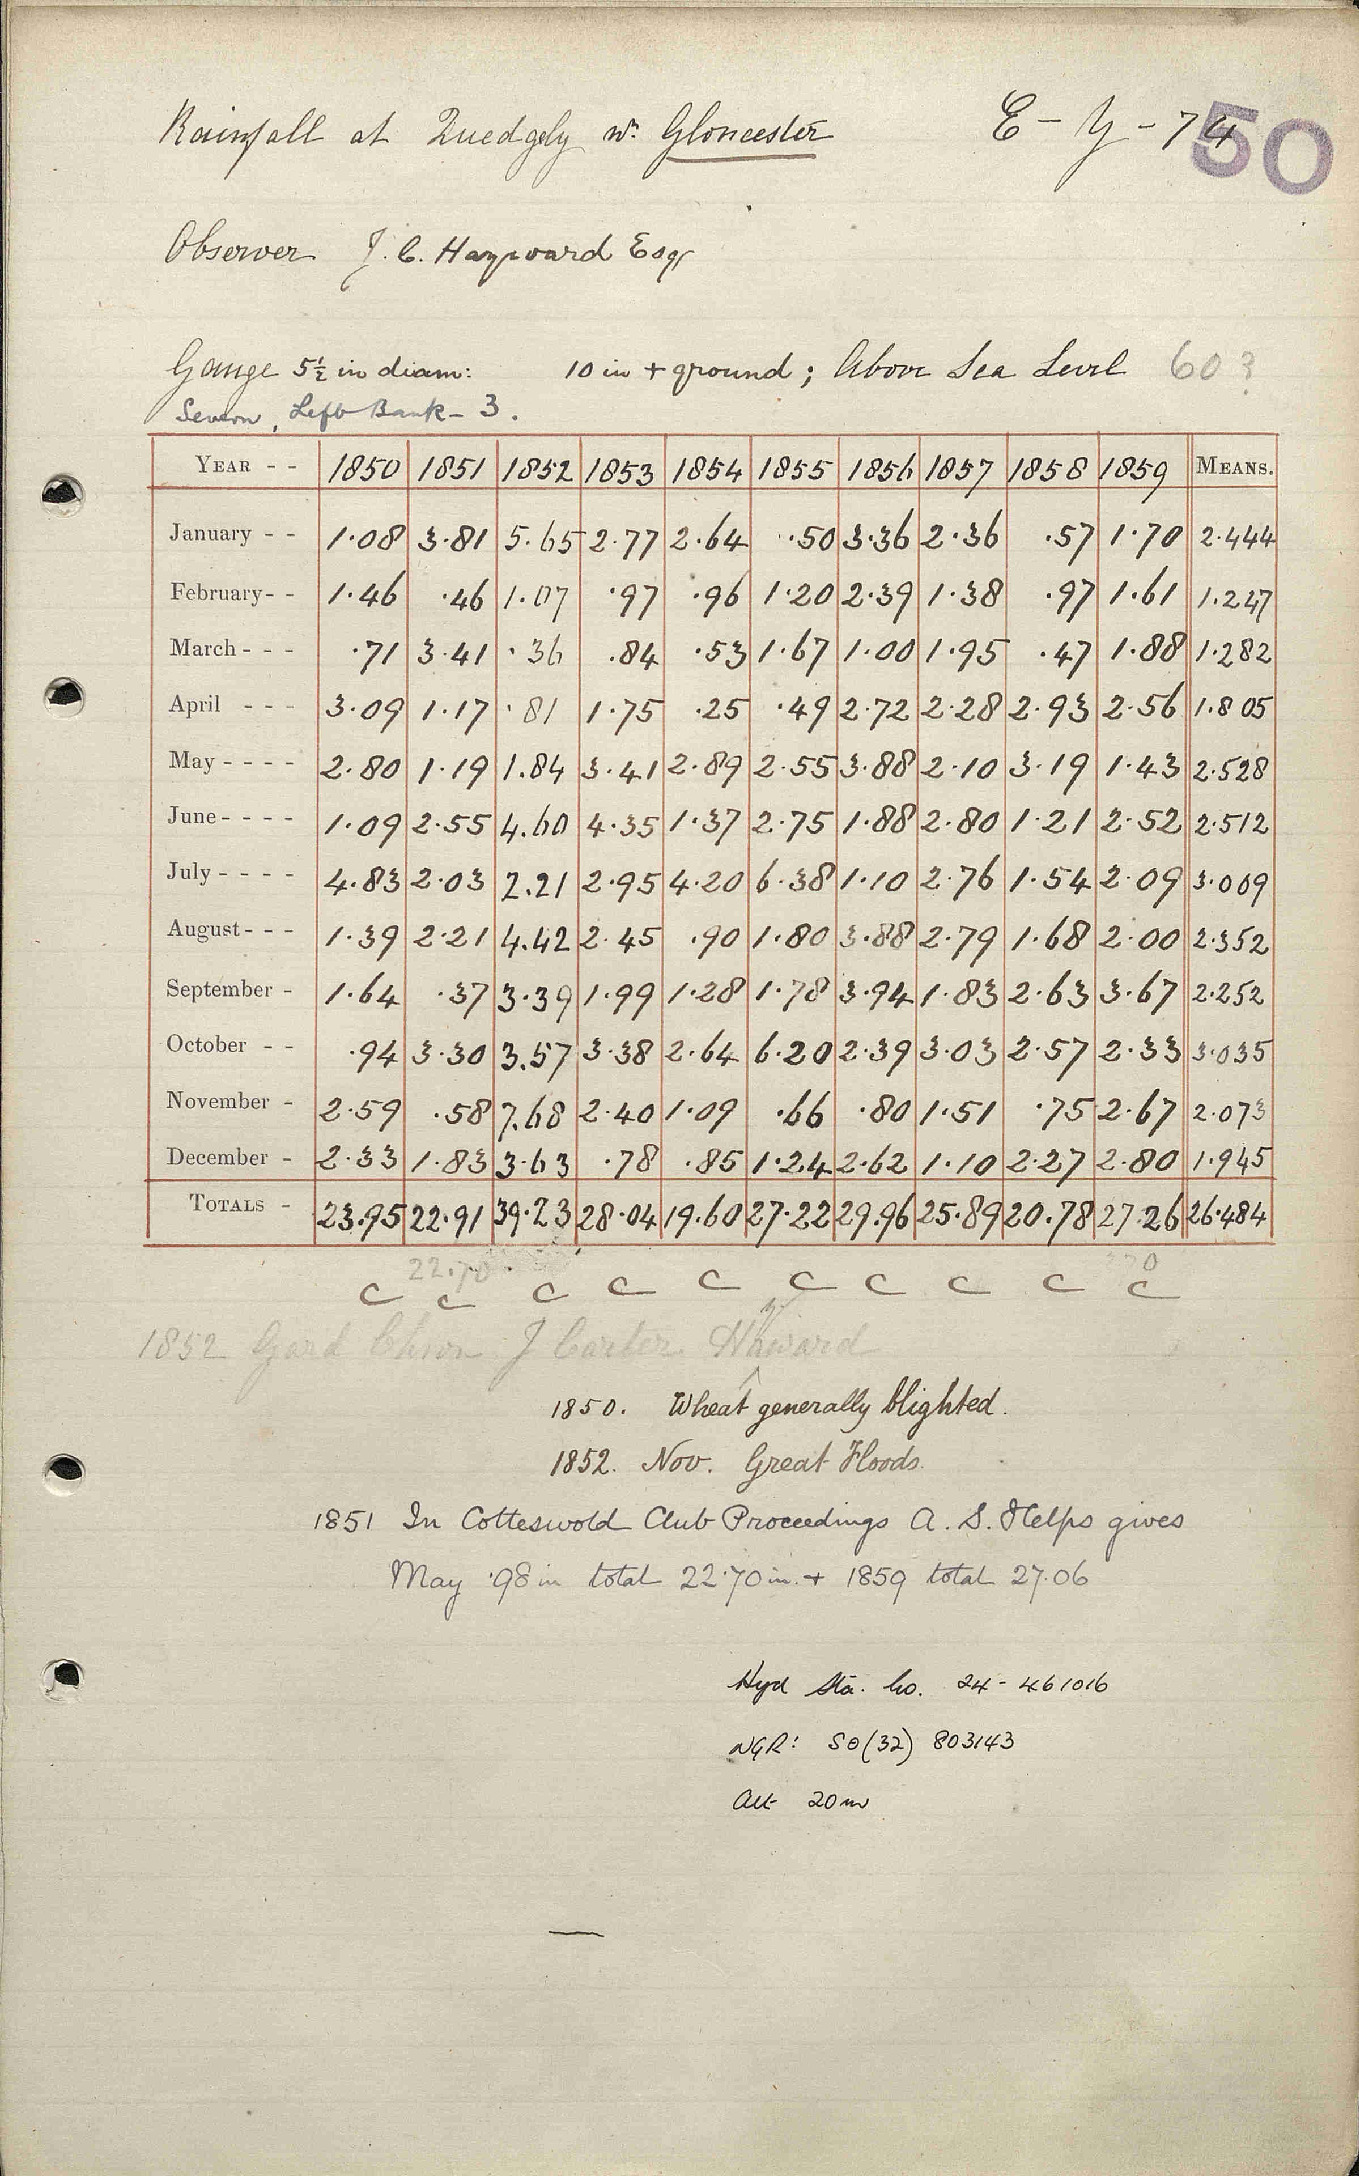 Rainfall at Quedgely nr. Gloucester E - y - 74
50
Observer J. C. Hayward Esqr
Gauge 5½ in diam: 10 in + ground ; Above Sea Level 60 ?
Severn, Left Bank - 3.
YEAR - - 1850 1851 1852 1853 1854 1855 1856 1857 1858 1859 MEANS.
January - - 1.08 3.81 5.65 2.77 2.64 .50 3.36 2.36 .57 1.70 2.444
February - - 1.46 .46 1.07 .97 .96 1.20 2.39 1.38 .97 1.61 1.247
March - - - .71 3.41 .36 .84 .53 1.67 1.00 1.95 .47 1.88 1.282
April - - - 3.09 1.17 .81 1.75 .25 .49 2.72 2.28 2.93 2.56 1.805
May - - - - 2.80 1.19 1.84 3.41 2.89 2.55 3.88 2.10 3.19 1.43 2.528
June - - - - 1.09 2.55 4.60 4.35 1.37 2.75 1.88 2.80 1.21 2.52 2.512
July - - - - 4.83 2.03 2.21 2.95 4.20 6.38 1.10 2.76 1.54 2.09 3.009
August - - - 1.39 2.21 4.42 2.45 .90 1.80 3.88 2.79 1.68 2.00 2.352
September - 1.64 .37 3.39 1.99 1.28 1.78 3.94 1.83 2.63 3.67 2.252
October - - .94 3.30 3.57 3.38 2.64 6.20 2.39 3.03 2.57 2.33 3.035
November - 2.59 .58 7.68 2.40 1.09 .66 .80 1.51 .75 2.67 2.073
December - 2.33 1.83 3.63 .78 .85 1.24 2.62 1.10 2.27 2.80 1.945
TOTALS - 23.95 22.91 39.23 28.04 19.60 27.22 29.96 25.89 20.78 27.26 26.484
22.70
C C C C C C C C C C
1852 Gard Chron J Carter Hayward
1850. Wheat generally blighted.
1852. Nov. Great Floods.
1851 In Cotteswold Club Proceedings A. S. Helps gives
May .98 in total 22.70 in. + 1859 total 27.06
Hyd Sta. No. 24 - 461016
NGR: SO (32) 803143
Alt 20m